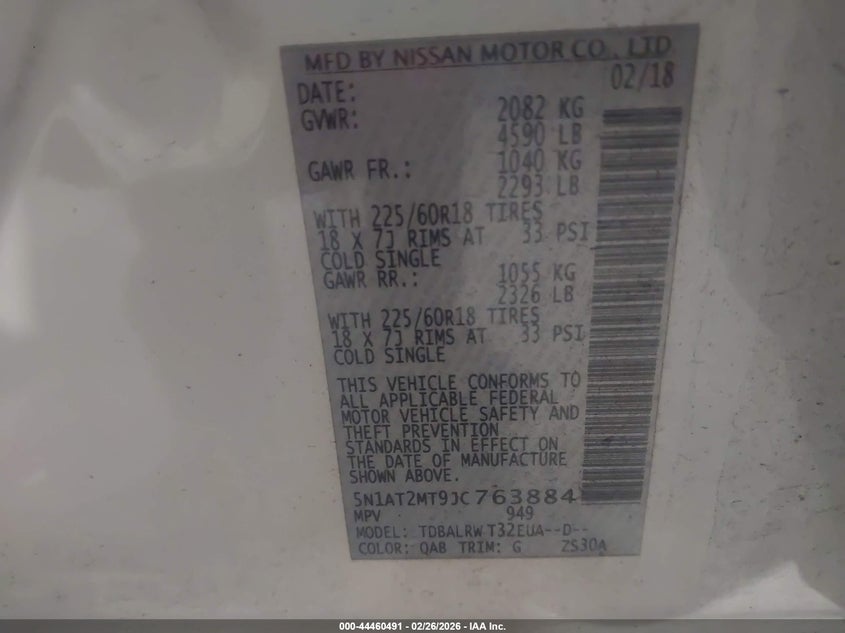 MFD BY NISSAN MOTOR CO., LTD
DATE: 02/18
GVWR: 2082 KG
4590 LB
GAWR FR.: 1040 KG
2293 LB
WITH 225/60R18 TIRES
18 X 7J RIMS AT 33 PSI
COLD SINGLE
GAWR RR.: 1055 KG
2326 LB
WITH 225/60R18 TIRES
18 X 7J RIMS AT 33 PSI
COLD SINGLE
THIS VEHICLE CONFORMS TO
ALL APPLICABLE FEDERAL
MOTOR VEHICLE SAFETY AND
THEFT PREVENTION
STANDARDS IN EFFECT ON
THE DATE OF MANUFACTURE
SHOWN ABOVE.
5N1AT2MT9JC763884
MPV 949
MODEL: TDBALRW T32EUA--D--
COLOR: QAB TRIM: G ZS30A
000-44460491 - 02/26/2026 - IAA Inc.